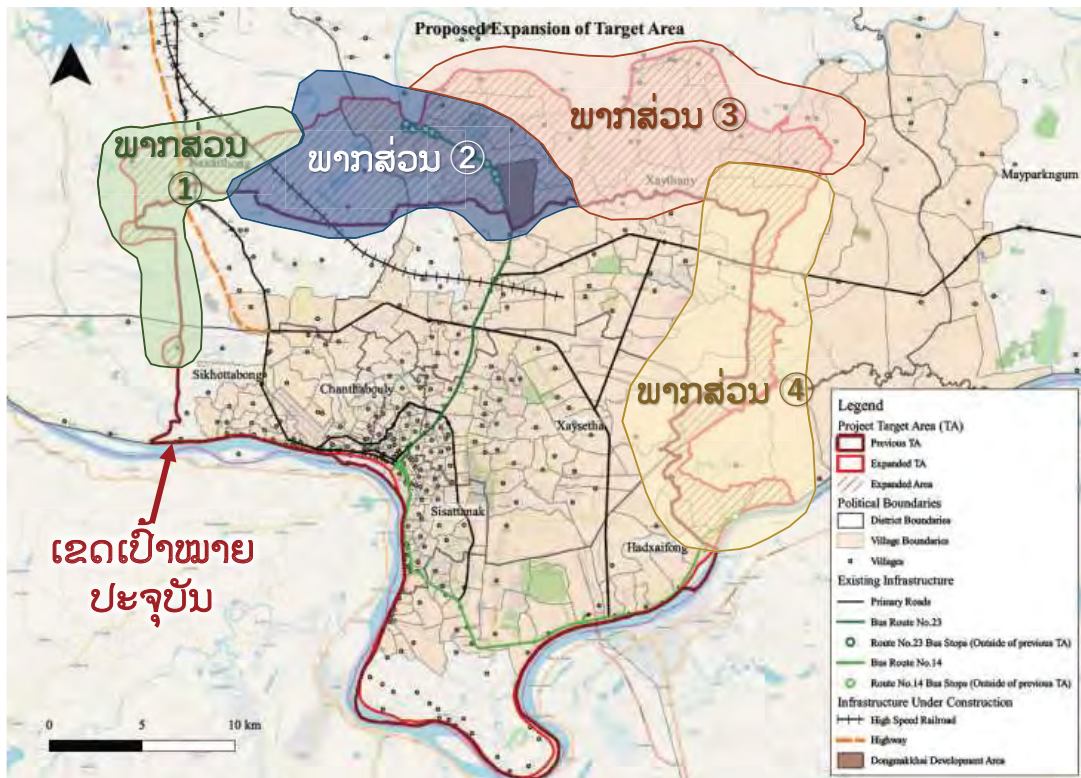 Proposed Expansion of Target Area
ພາກສ່ວນ ③
ພາກສ່ວນ
①
Naxaithong
ພາກສ່ວນ ②
Xaythany
Mayparkngum
ພາກສ່ວນ ④
Sikhottabong
Chanthabouly
Xaysetha
Sisattanak
Hadxaifong
ເຂດເປົ້າໝາຍ
ປະຈຸບັນ
0 5 10 km
Legend
Project Target Area (TA)
Previous TA
Expanded TA
Expanded Area
Political Boundaries
District Boundaries
Village Boundaries
Villages
Existing Infrastructure
Primary Roads
Bus Route No.23
Route No.23 Bus Stops (Outside of previous TA)
Bus Route No.14
Route No.14 Bus Stops (Outside of previous TA)
Infrastructure Under Construction
High Speed Railroad
Highway
Dongmakkhai Development Area